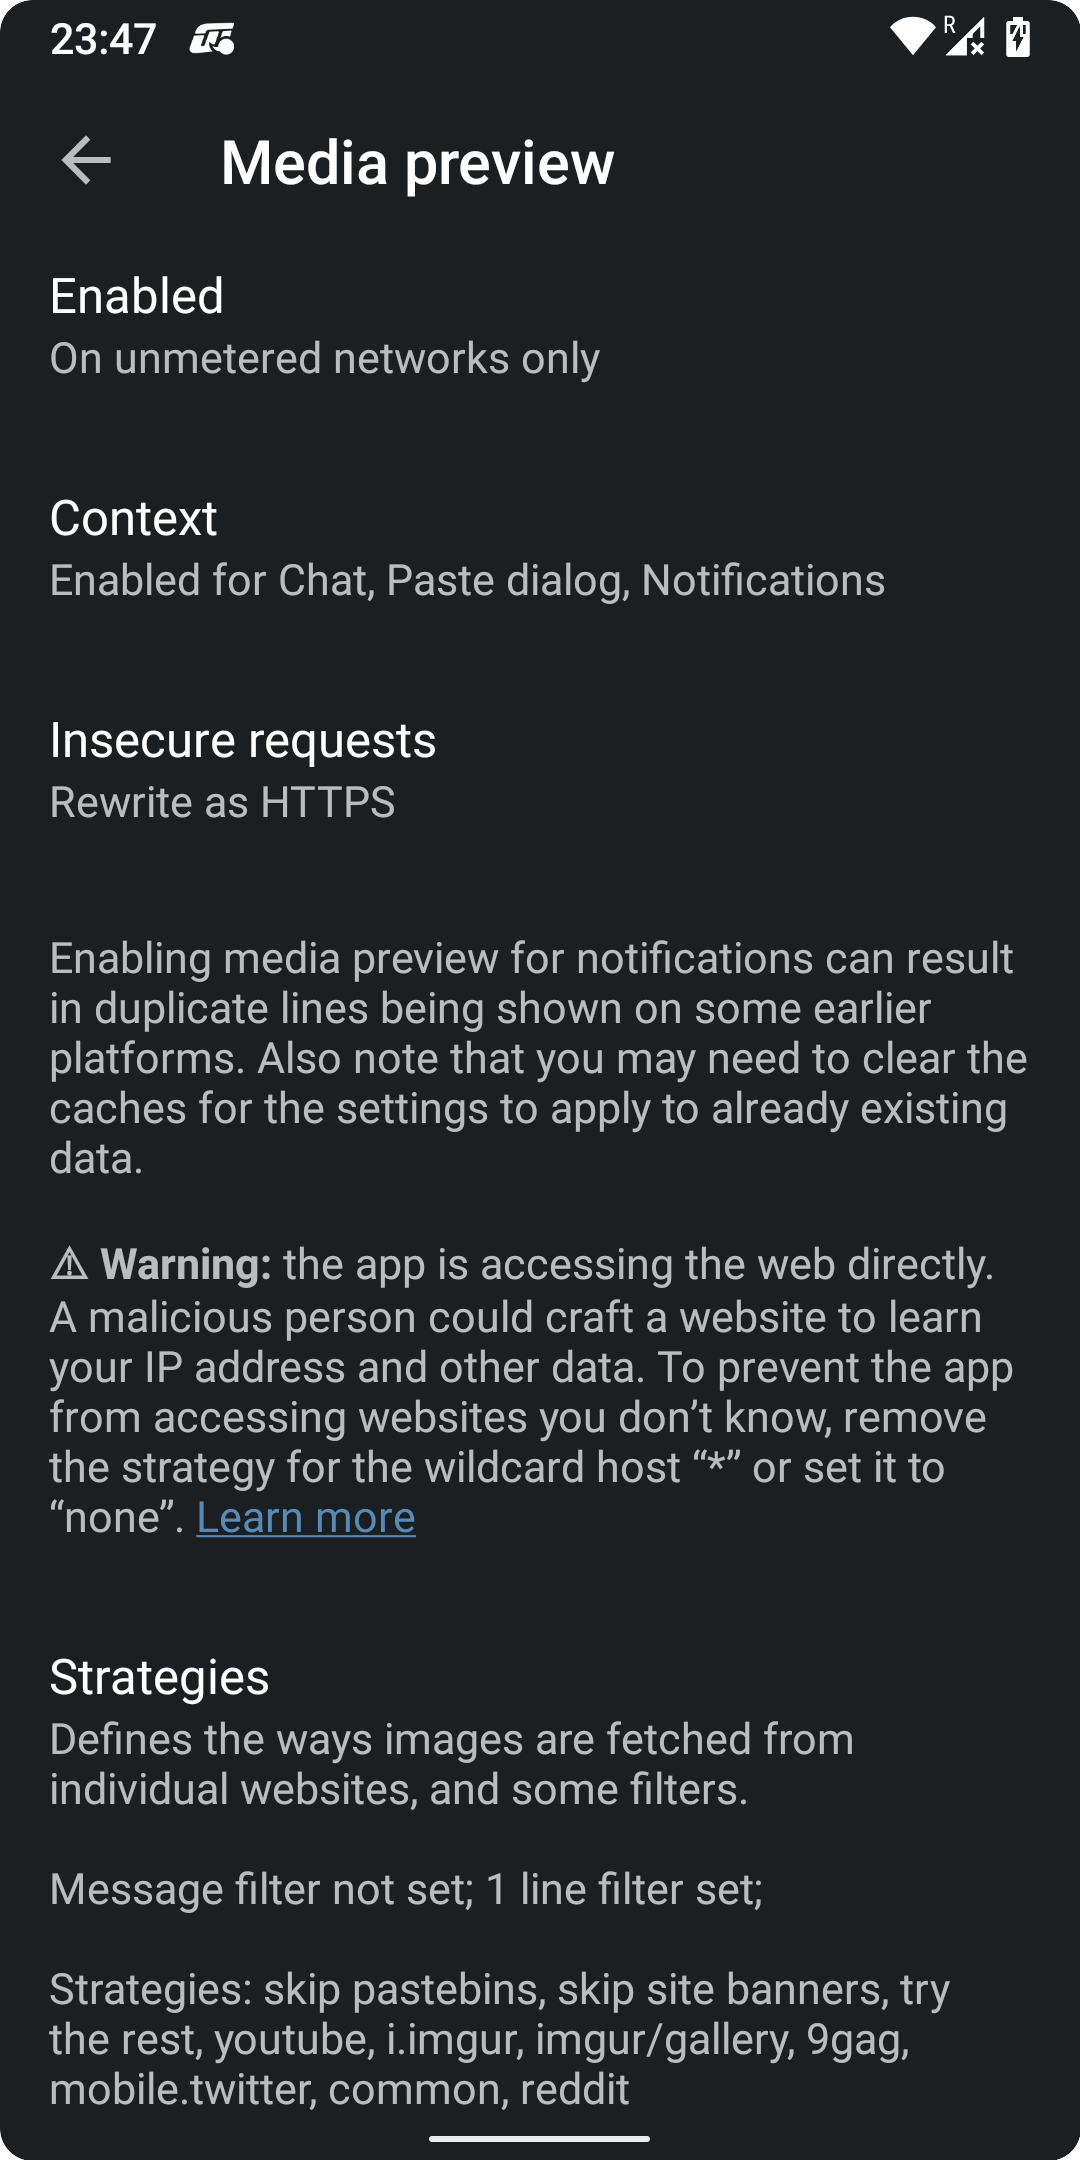 23:47
R
Media preview
Enabled
On unmetered networks only
Context
Enabled for Chat, Paste dialog, Notifications
Insecure requests
Rewrite as HTTPS
Enabling media preview for notifications can result
in duplicate lines being shown on some earlier
platforms. Also note that you may need to clear the
caches for the settings to apply to already existing
data.
⚠ Warning: the app is accessing the web directly.
A malicious person could craft a website to learn
your IP address and other data. To prevent the app
from accessing websites you don’t know, remove
the strategy for the wildcard host “*” or set it to
“none”. Learn more
Strategies
Defines the ways images are fetched from
individual websites, and some filters.
Message filter not set; 1 line filter set;
Strategies: skip pastebins, skip site banners, try
the rest, youtube, i.imgur, imgur/gallery, 9gag,
mobile.twitter, common, reddit